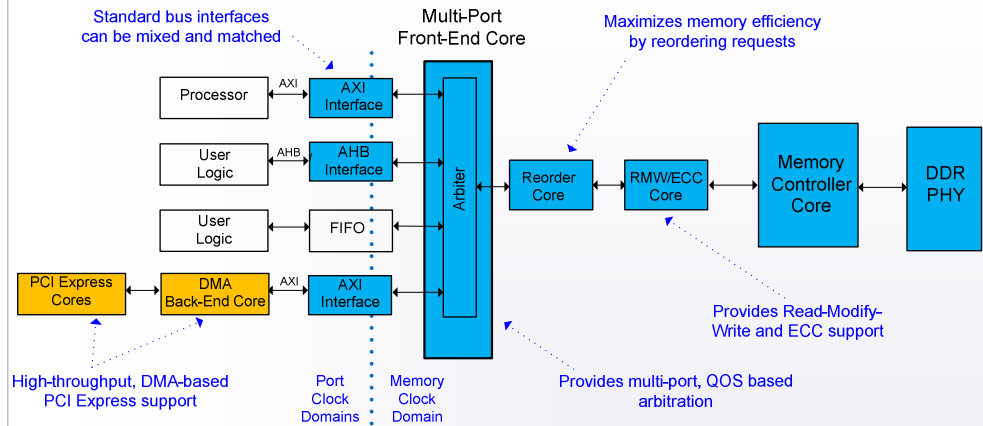 Standard bus interfaces
can be mixed and matched
Multi-Port
Front-End Core
Maximizes memory efficiency
by reordering requests
Processor
AXI
AXI
Interface
User
Logic
AHB
AHB
Interface
User
Logic
FIFO
PCI Express
Cores
DMA
Back-End Core
AXI
AXI
Interface
Arbiter
Reorder
Core
RMW/ECC
Core
Memory
Controller
Core
DDR
PHY
High-throughput, DMA-based
PCI Express support
Port
Clock
Domains
Memory
Clock
Domain
Provides multi-port, QOS based
arbitration
Provides Read-Modify-
Write and ECC support